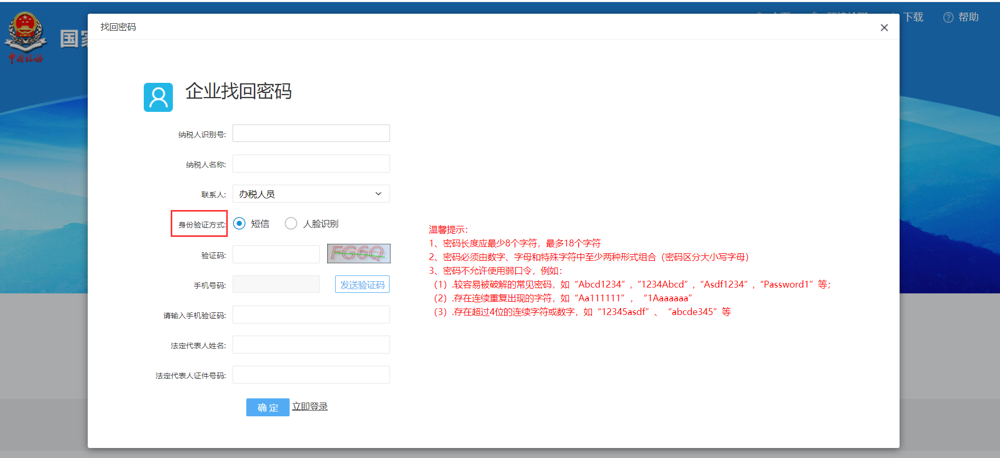 下载
帮助
国
中国税务
找回密码
企业找回密码
纳税人识别号:
纳税人名称:
联系人:
办税人员
身份验证方式:
短信
人脸识别
验证码:
FG6Q
手机号码:
发送验证码
请输入手机验证码:
法定代表人姓名:
法定代表人证件号码:
确 定
立即登录
温馨提示：
1、密码长度应最少8个字符，最多18个字符
2、密码必须由数字、字母和特殊字符中至少两种形式组合（密码区分大小写字母）
3、密码不允许使用弱口令，例如：
（1）.较容易被破解的常见密码，如“Abcd1234”,“1234Abcd”,“Asdf1234”,“Password1”等；
（2）.存在连续重复出现的字符，如“Aa111111”，“1Aaaaaaa”
（3）.存在超过4位的连续字符或数字，如“12345asdf”、“abcde345”等